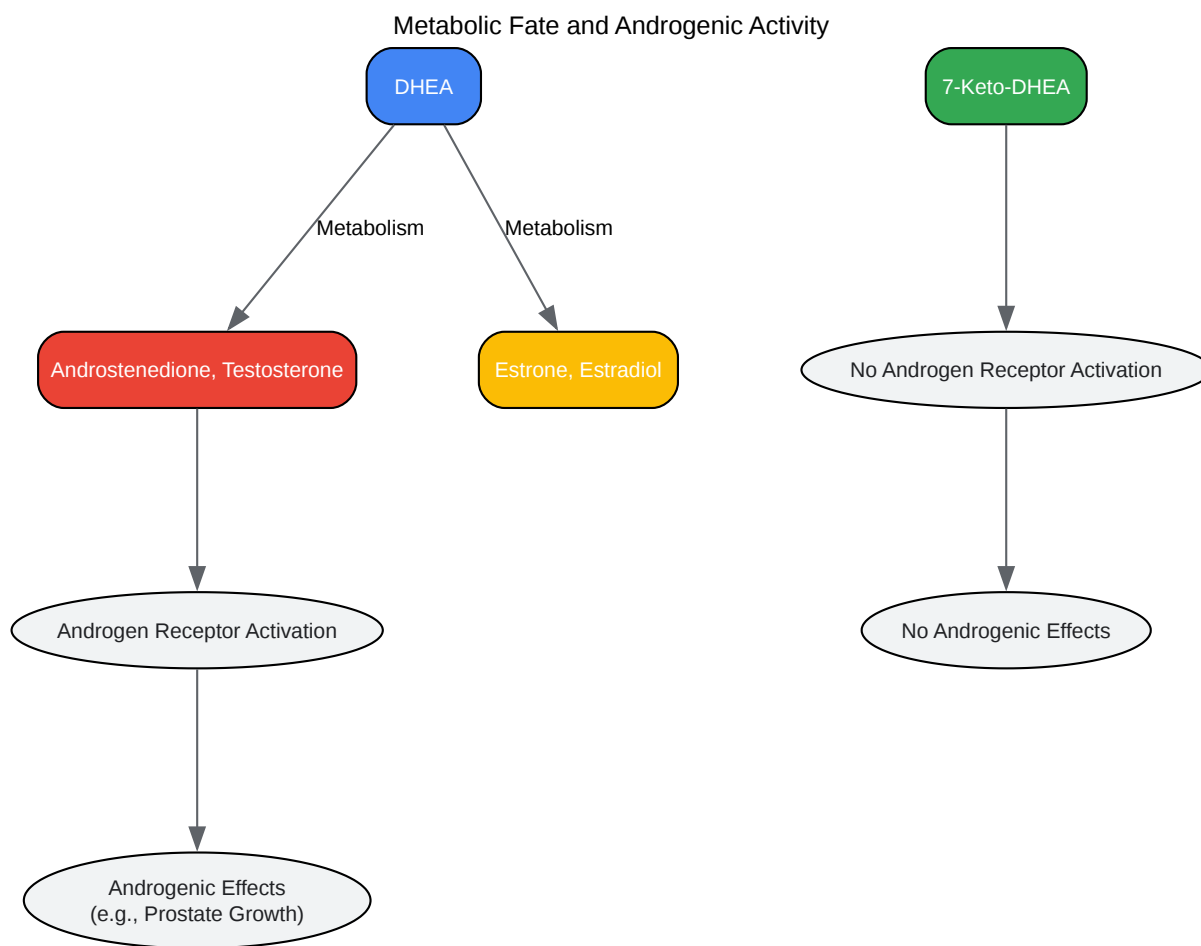 Metabolic Fate and Androgenic Activity
DHEA
7-Keto-DHEA
Metabolism
Metabolism
Androstenedione, Testosterone
Estrone, Estradiol
No Androgen Receptor Activation
Androgen Receptor Activation
No Androgenic Effects
Androgenic Effects
(e.g., Prostate Growth)